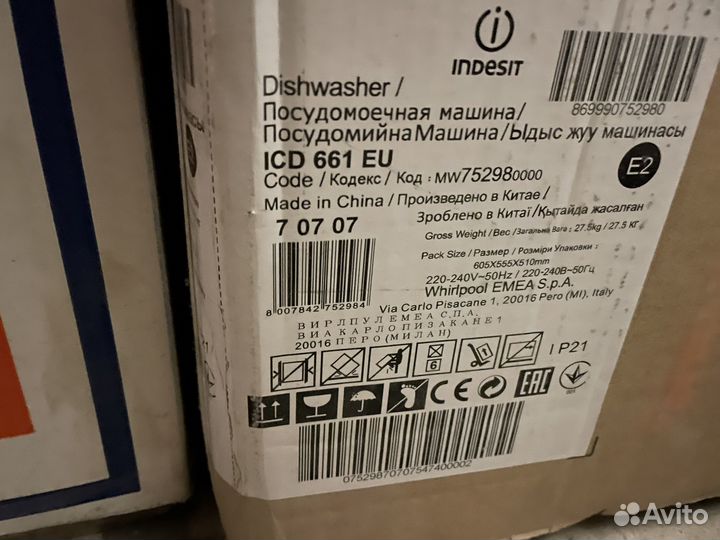 indesit
Dishwasher /
Посудомоечная машина/
869990752980
ПосудомийнаМашина/Ыдыс жуу машинасы
ICD 661 EU
E2
Code / Кодекс / Код : MW752980000
Made in China / Произведено в Китае/
Зроблено в Китаї/Қытайда жасалған
7 07 07
Gross Weight/Вес/Загальна Вага: 27.5kg / 27.5 КГ
Pack Size / Размер / Розміри Упаковки :
605X555X510mm
220-240V~50Hz / 220-240В~50Гц
8 007842 752984
Whirlpool EMEA S.p.A.
Via Carlo Pisacane 1, 20016 Pero (MI), Italy
ВИРЛПУЛЕМЕА С.П.А.
ВИА КАРЛО ПИЗАКАНЕ 1
20016 ПЕРО(МИЛАН)
6
IP21
CE
EAC
07529870707547400002
Avito